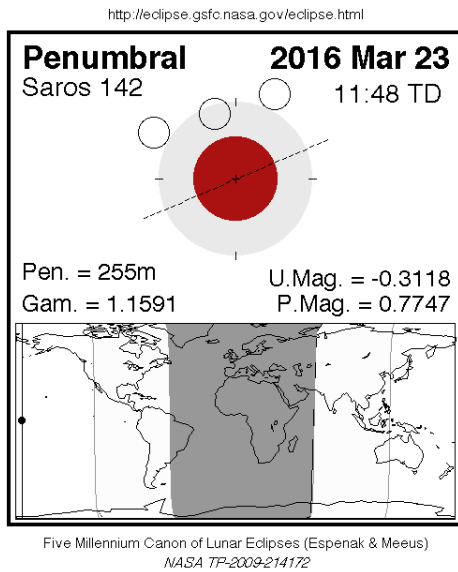 http://eclipse.gsfc.nasa.gov/eclipse.html
Penumbral 2016 Mar 23
Saros 142 11:48 TD
Pen. = 255m U.Mag. = -0.3118
Gam. = 1.1591 P.Mag. = 0.7747
Five Millennium Canon of Lunar Eclipses (Espenak & Meeus)
NASA TP-2009-214172